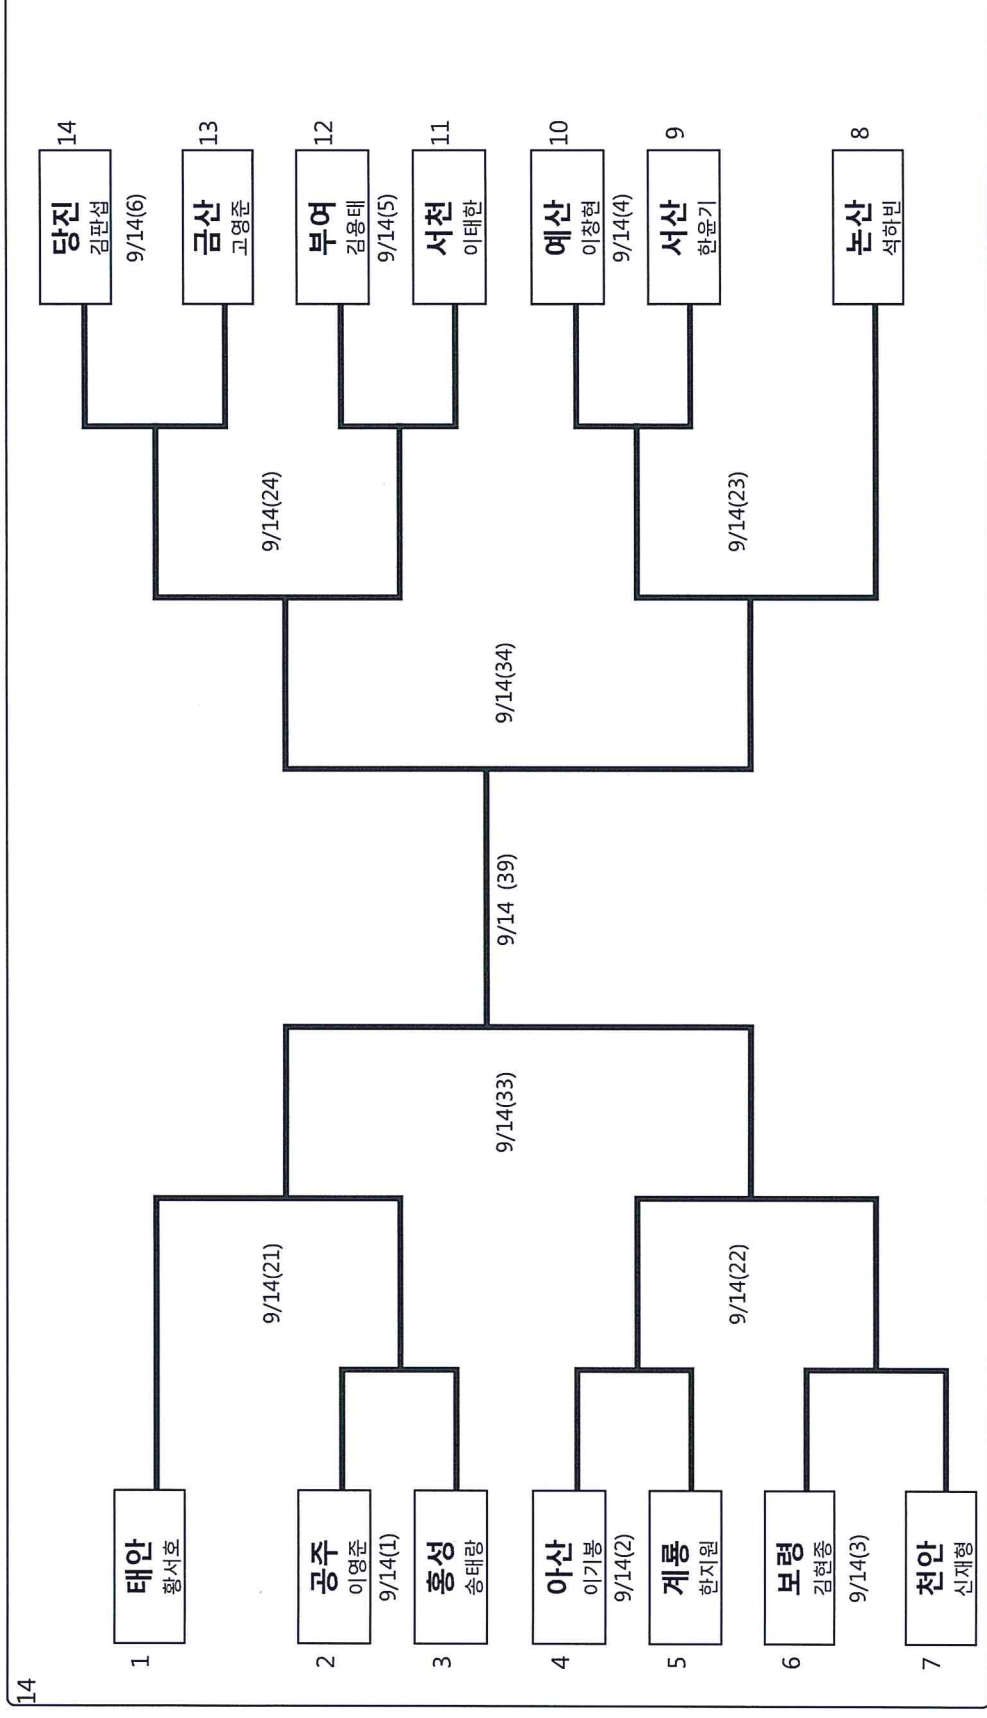 14
1
태안
황서호
2
공주
이영준
9/14(1)
3
홍성
송태랑
4
아산
이기봉
9/14(2)
5
계룡
한지원
6
보령
김현종
9/14(3)
7
천안
신재형
9/14(21)
9/14(22)
9/14(33)
9/14 (39)
9/14(34)
9/14(24)
9/14(23)
당진
김판섭
14
9/14(6)
금산
고영준
13
부여
김용태
12
9/14(5)
서천
이태한
11
예산
이창현
10
9/14(4)
서산
한윤기
9
논산
석하빈
8